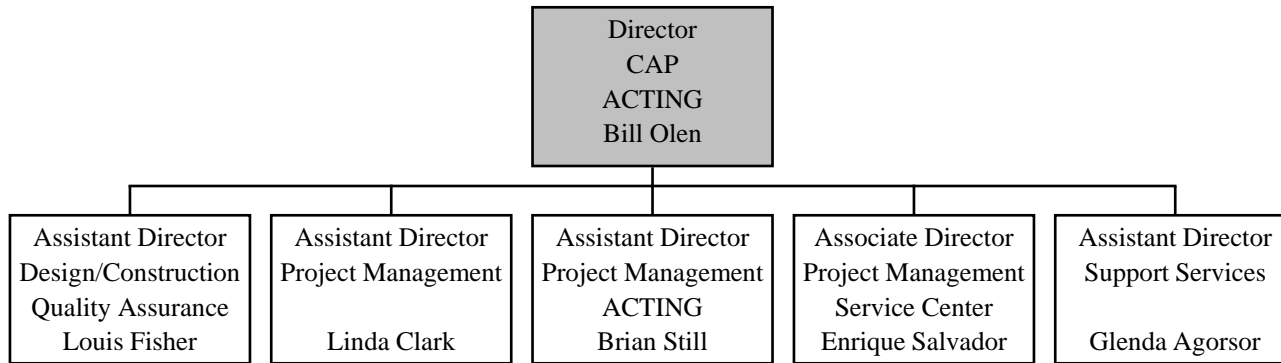 Director
CAP
ACTING
Bill Olen
Assistant Director
Design/Construction
Quality Assurance
Louis Fisher
Assistant Director
Project Management
Linda Clark
Assistant Director
Project Management
ACTING
Brian Still
Associate Director
Project Management
Service Center
Enrique Salvador
Assistant Director
Support Services
Glenda Agorsor